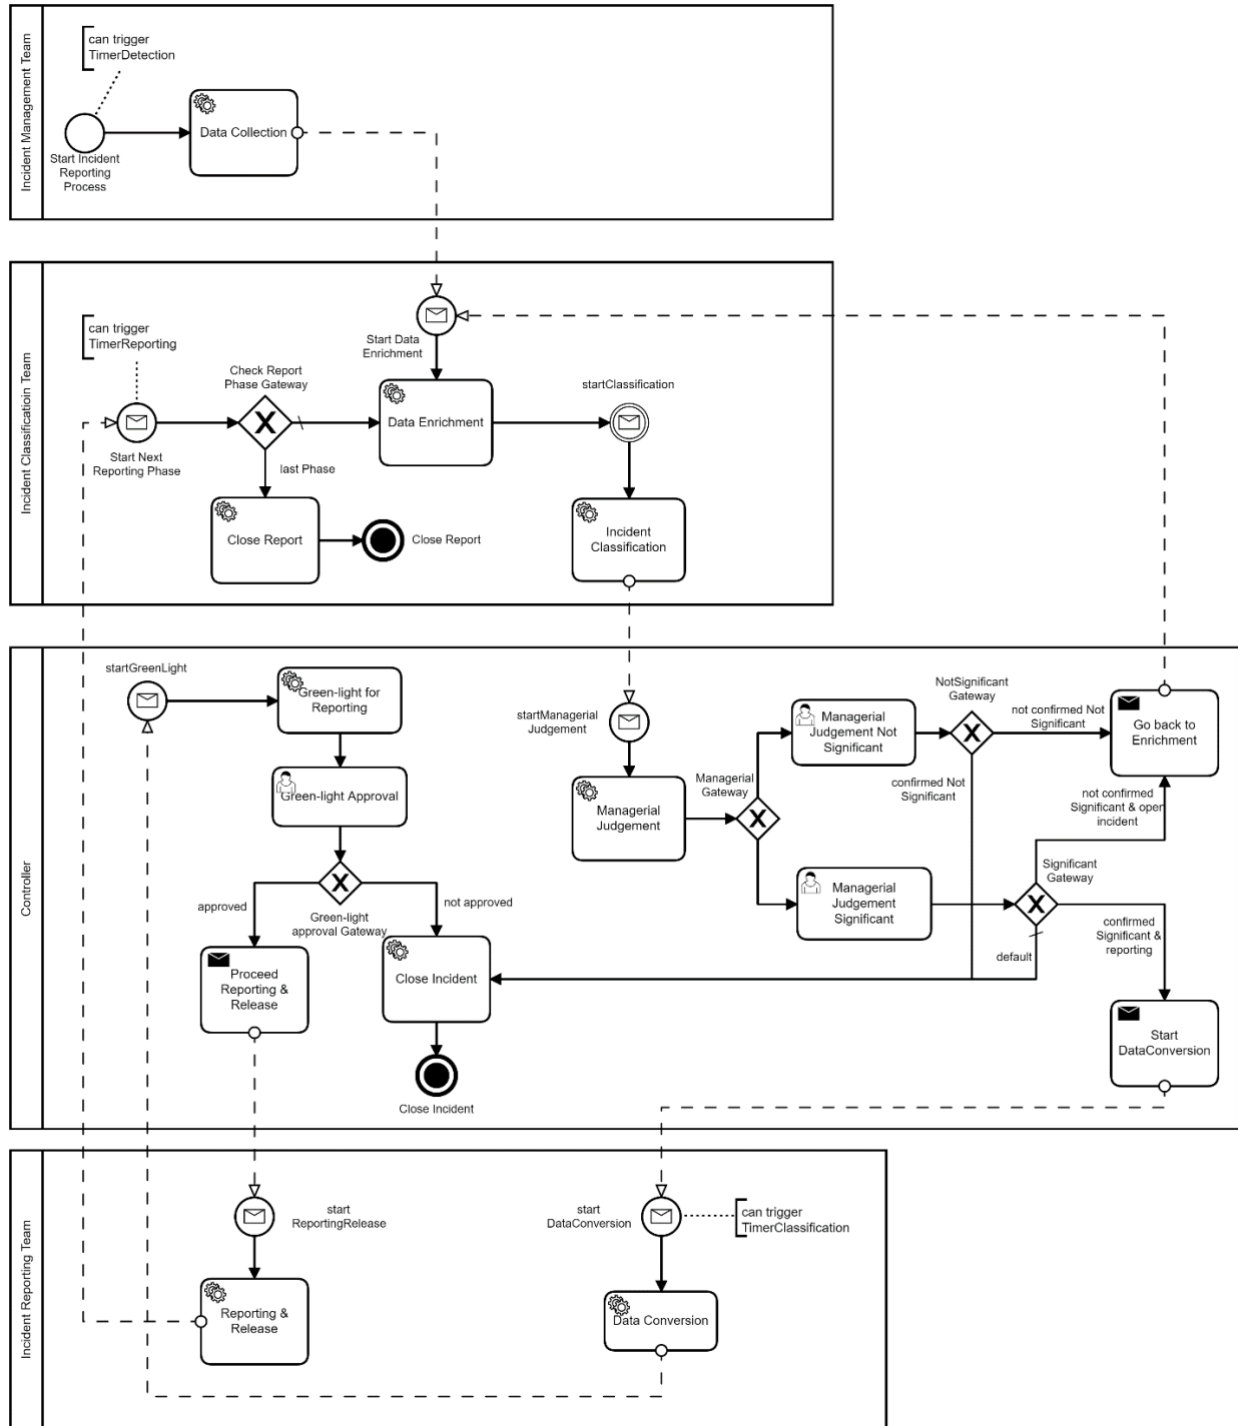 Incident Management Team
can trigger
TimerDetection
Start Incident
Reporting
Process
Data Collection
Incident Classificatioin Team
can trigger
TimerReporting
Start Next
Reporting Phase
Check Report
Phase Gateway
last Phase
Close Report
Close Report
Start Data
Enrichment
Data Enrichment
startClassification
Incident
Classification
Controller
startGreenLight
Green-light for
Reporting
Green-light Approval
approved
not approved
Green-light
approval Gateway
Proceed
Reporting &
Release
Close Incident
Close Incident
startManagerial
Judgement
Managerial
Judgement
Managerial
Gateway
Managerial
Judgement Not
Significant
NotSignificant
Gateway
not confirmed Not
Significant
confirmed Not
Significant
Go back to
Enrichment
not confirmed
Significant & open
incident
Managerial
Judgement
Significant
Significant
Gateway
default
confirmed
Significant &
reporting
Start
DataConversion
Incident Reporting Team
start
ReportingRelease
Reporting &
Release
start
DataConversion
can trigger
TimerClassification
Data Conversion